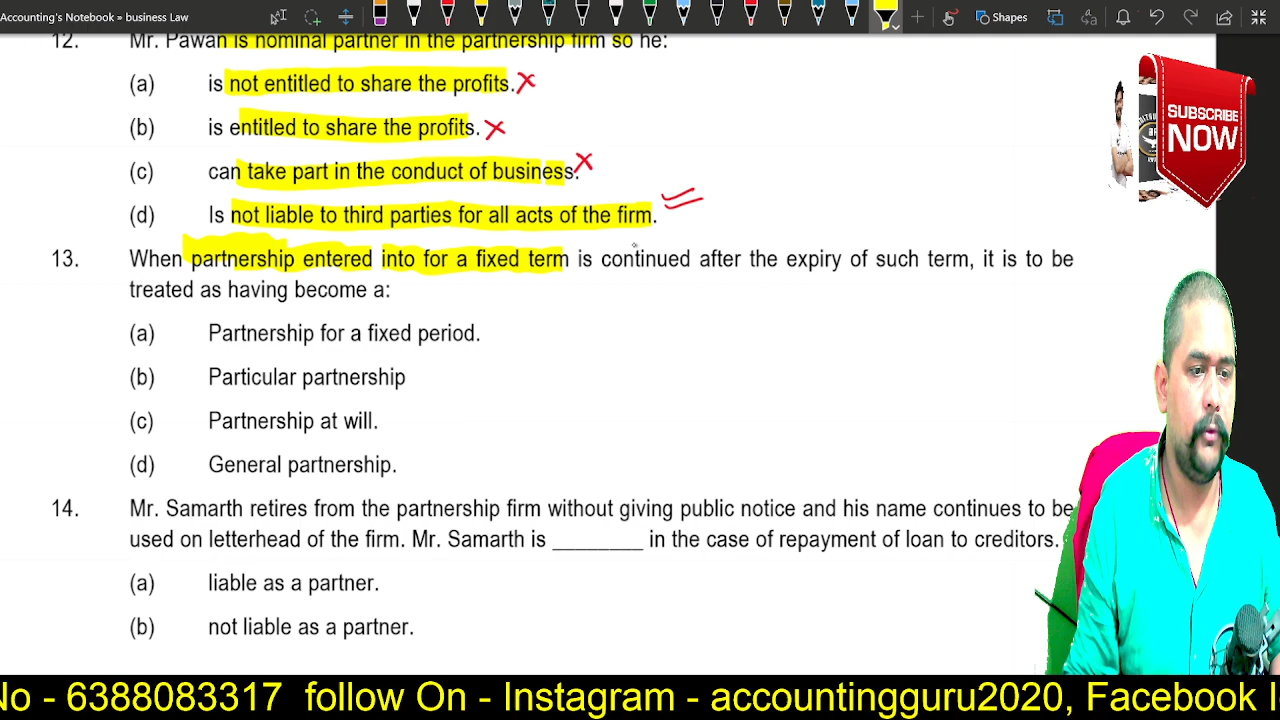 Accounting's Notebook » business Law
Shapes
12. Mr. Pawan is nominal partner in the partnership firm so he:
(a) is not entitled to share the profits.
(b) is entitled to share the profits.
(c) can take part in the conduct of business.
(d) Is not liable to third parties for all acts of the firm.
13. When partnership entered into for a fixed term is continued after the expiry of such term, it is to be
treated as having become a:
(a) Partnership for a fixed period.
(b) Particular partnership
(c) Partnership at will.
(d) General partnership.
14. Mr. Samarth retires from the partnership firm without giving public notice and his name continues to be
used on letterhead of the firm. Mr. Samarth is ________ in the case of repayment of loan to creditors.
(a) liable as a partner.
(b) not liable as a partner.
SUBSCRIBE
NOW
No - 6388083317 follow On - Instagram - accountingguru2020, Facebook